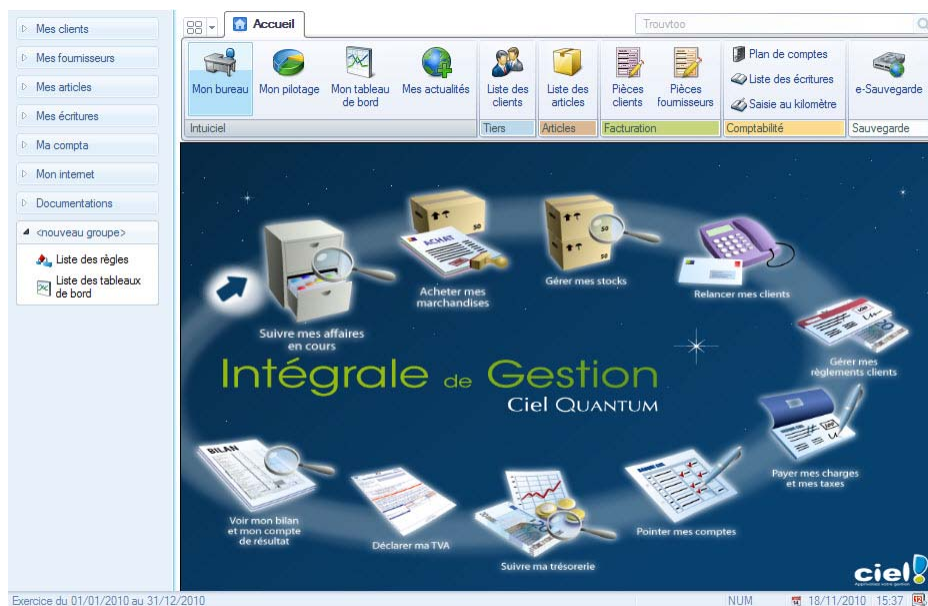 Mes clients
Mes fournisseurs
Mes articles
Mes écritures
Ma compta
Mon internet
Documentations
<nouveau groupe>
Liste des règles
Liste des tableaux
de bord
Accueil
Trouvtoo
Mon bureau
Mon pilotage
Mon tableau
de bord
Mes actualités
Intuiciel
Liste des
clients
Tiers
Liste des
articles
Articles
Pièces
clients
Pièces
fournisseurs
Facturation
Plan de comptes
Liste des écritures
Saisie au kilomètre
Comptabilité
e-Sauvegarde
Sauvegarde
Suivre mes affaires
en cours
ACHAT
50
Acheter mes
marchandises
50
50
Gérer mes stocks
Relancer mes clients
Gérer mes
règlements clients
Payer mes charges
et mes taxes
Pointer mes comptes
Suivre ma trésorerie
Déclarer ma TVA
BILAN
Voir mon bilan
et mon compte
de résultat
Intégrale de Gestion
Ciel QUANTUM
ciel!
Exercice du 01/01/2010 au 31/12/2010
NUM
18/11/2010
15:37